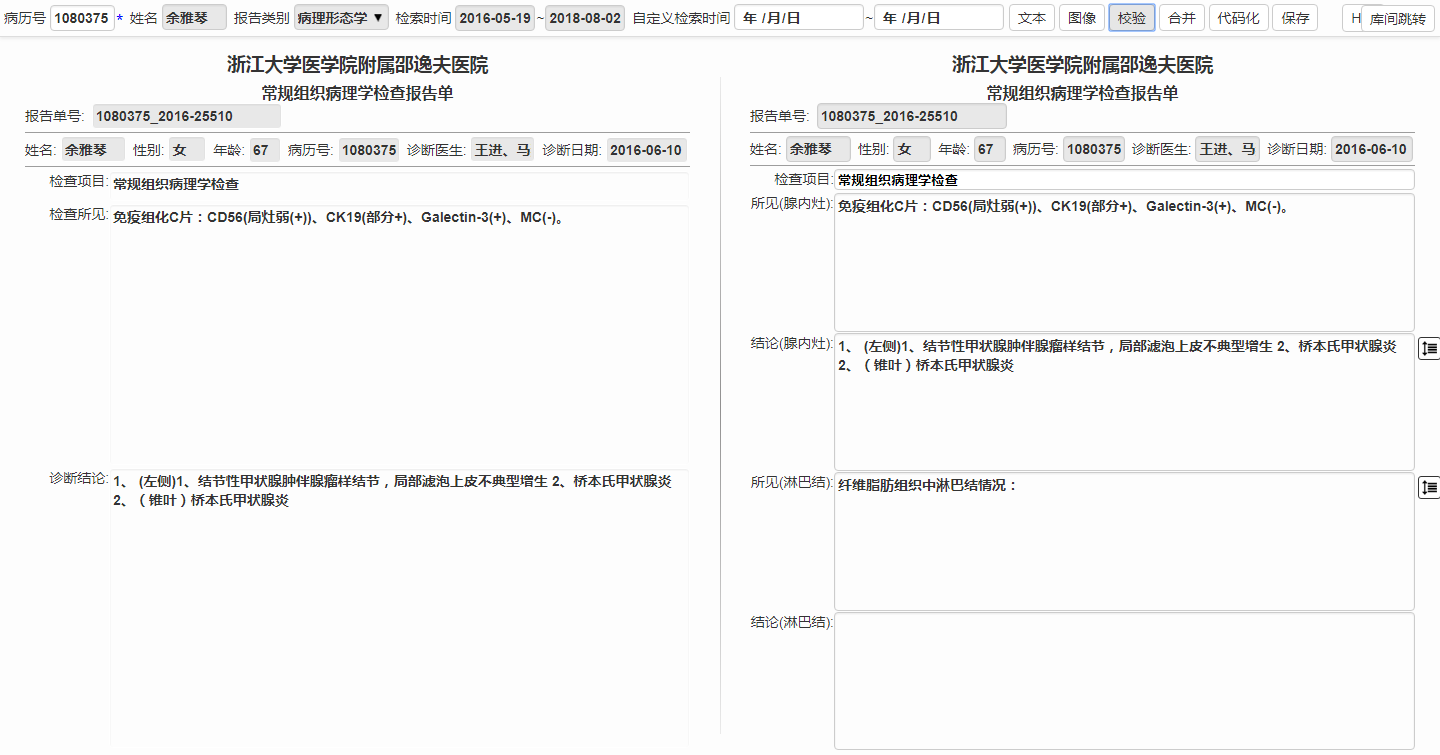 病历号 1080375 * 姓名 余雅琴 报告类别 病理形态学 ▼ 检索时间 2016-05-19 ~ 2018-08-02 自定义检索时间 年 /月/日 ~ 年 /月/日 文本 图像 校验 合并 代码化 保存 H 库间跳转
浙江大学医学院附属邵逸夫医院
常规组织病理学检查报告单
报告单号: 1080375_2016-25510
姓名: 余雅琴 性别: 女 年龄: 67 病历号: 1080375 诊断医生: 王进、马 诊断日期: 2016-06-10
检查项目: 常规组织病理学检查
检查所见: 免疫组化C片：CD56(局灶弱(+))、CK19(部分+)、Galectin-3(+)、MC(-)。
诊断结论: 1、 (左侧)1、结节性甲状腺肿伴腺瘤样结节，局部滤泡上皮不典型增生 2、桥本氏甲状腺炎
2、（ 锥叶 ）桥本氏甲状腺炎
浙江大学医学院附属邵逸夫医院
常规组织病理学检查报告单
报告单号: 1080375_2016-25510
姓名: 余雅琴 性别: 女 年龄: 67 病历号: 1080375 诊断医生: 王进、马 诊断日期: 2016-06-10
检查项目: 常规组织病理学检查
所见(腺内灶): 免疫组化C片：CD56(局灶弱(+))、CK19(部分+)、Galectin-3(+)、MC(-)。
结论(腺内灶): 1、 (左侧)1、结节性甲状腺肿伴腺瘤样结节，局部滤泡上皮不典型增生 2、桥本氏甲状腺炎
2、（ 锥叶 ）桥本氏甲状腺炎
所见(淋巴结): 纤维脂肪组织中淋巴结情况：
结论(淋巴结):